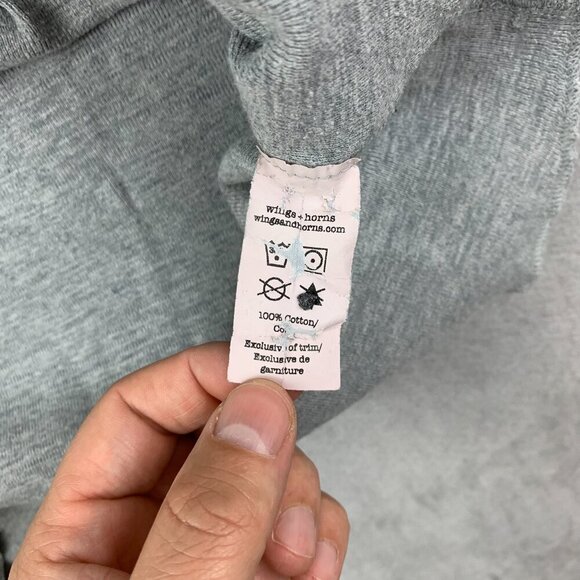 wings + horns
wingsandhorns.com
100% Cotton/
Exclusive of trim/
Exclusive de
garniture